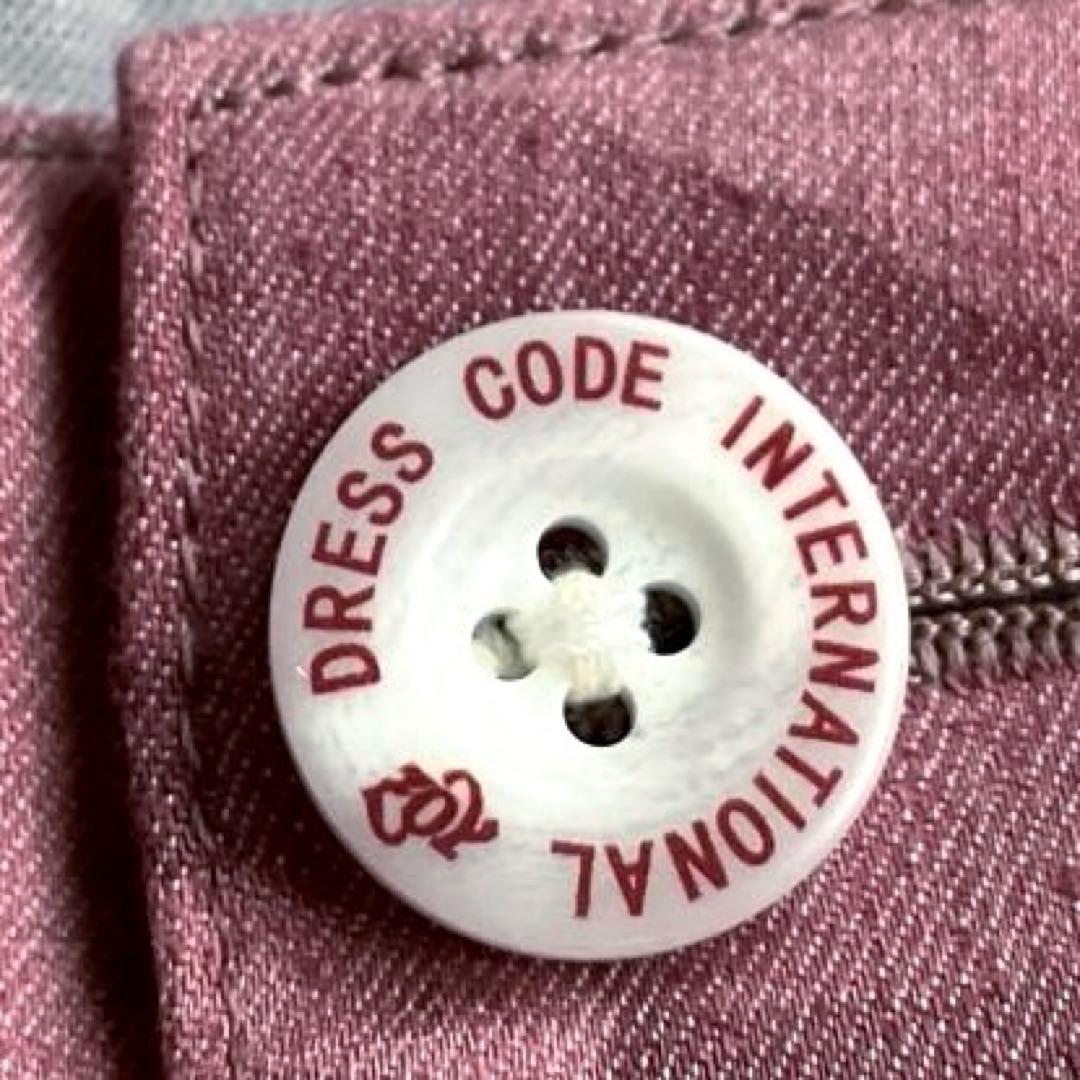 DRESS CODE INTERNATIONAL